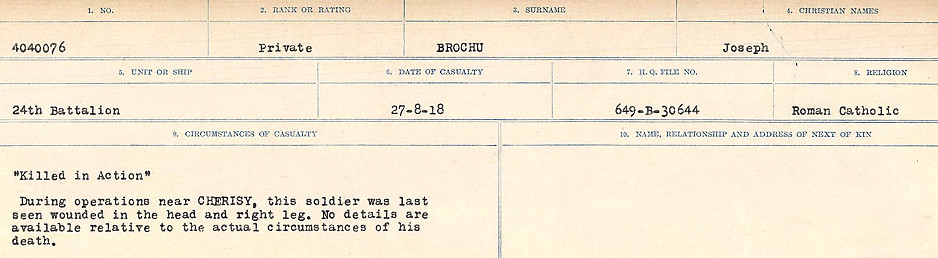 1. NO. 2. RANK OR RATING 3. SURNAME 4. CHRISTIAN NAMES
4040076 Private BROCHU Joseph
5. UNIT OR SHIP 6. DATE OF CASUALTY 7. H. Q. FILE NO. 8. RELIGION
24th Battalion 27-8-18 649-B-30644 Roman Catholic
9. CIRCUMSTANCES OF CASUALTY 10. NAME, RELATIONSHIP AND ADDRESS OF NEXT OF KIN
"Killed in Action"
During operations near CHERISY, this soldier was last
seen wounded in the head and right leg. No details are
available relative to the actual circumstances of his
death.